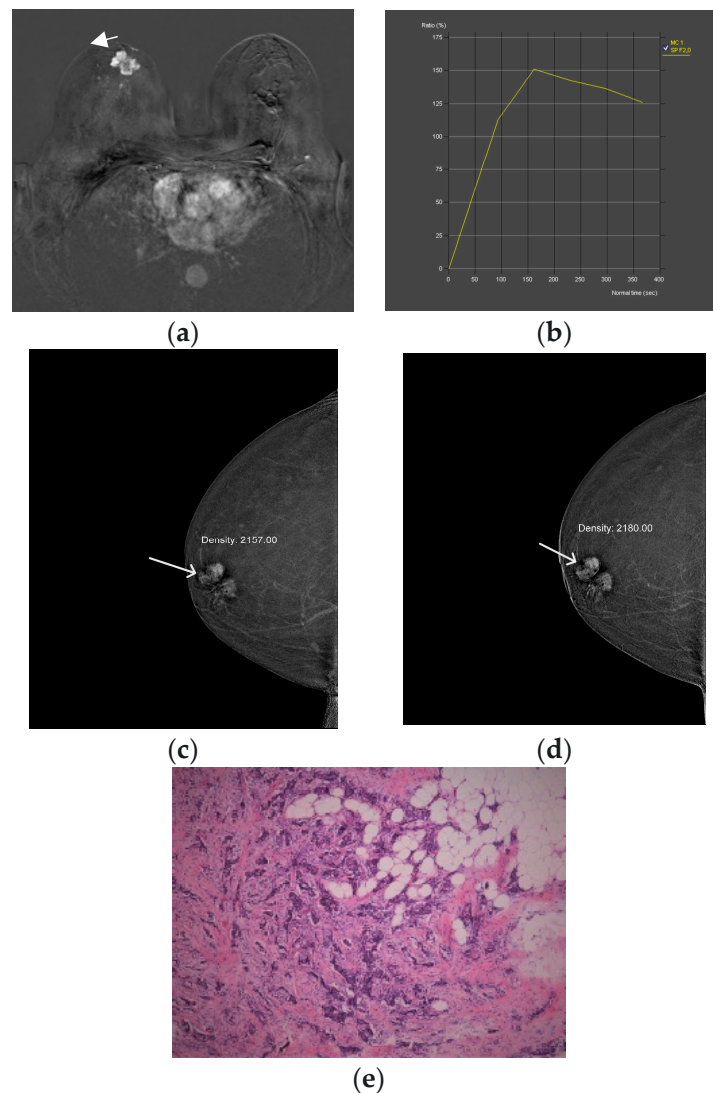 Ratio (%)
175
150
125
100
75
50
25
0
0 50 100 150 200 250 300 350 400
Normal time (sec)
MC 1
SP F2,0
(a)
(b)
Density: 2157.00
Density: 2180.00
(c)
(d)
(e)